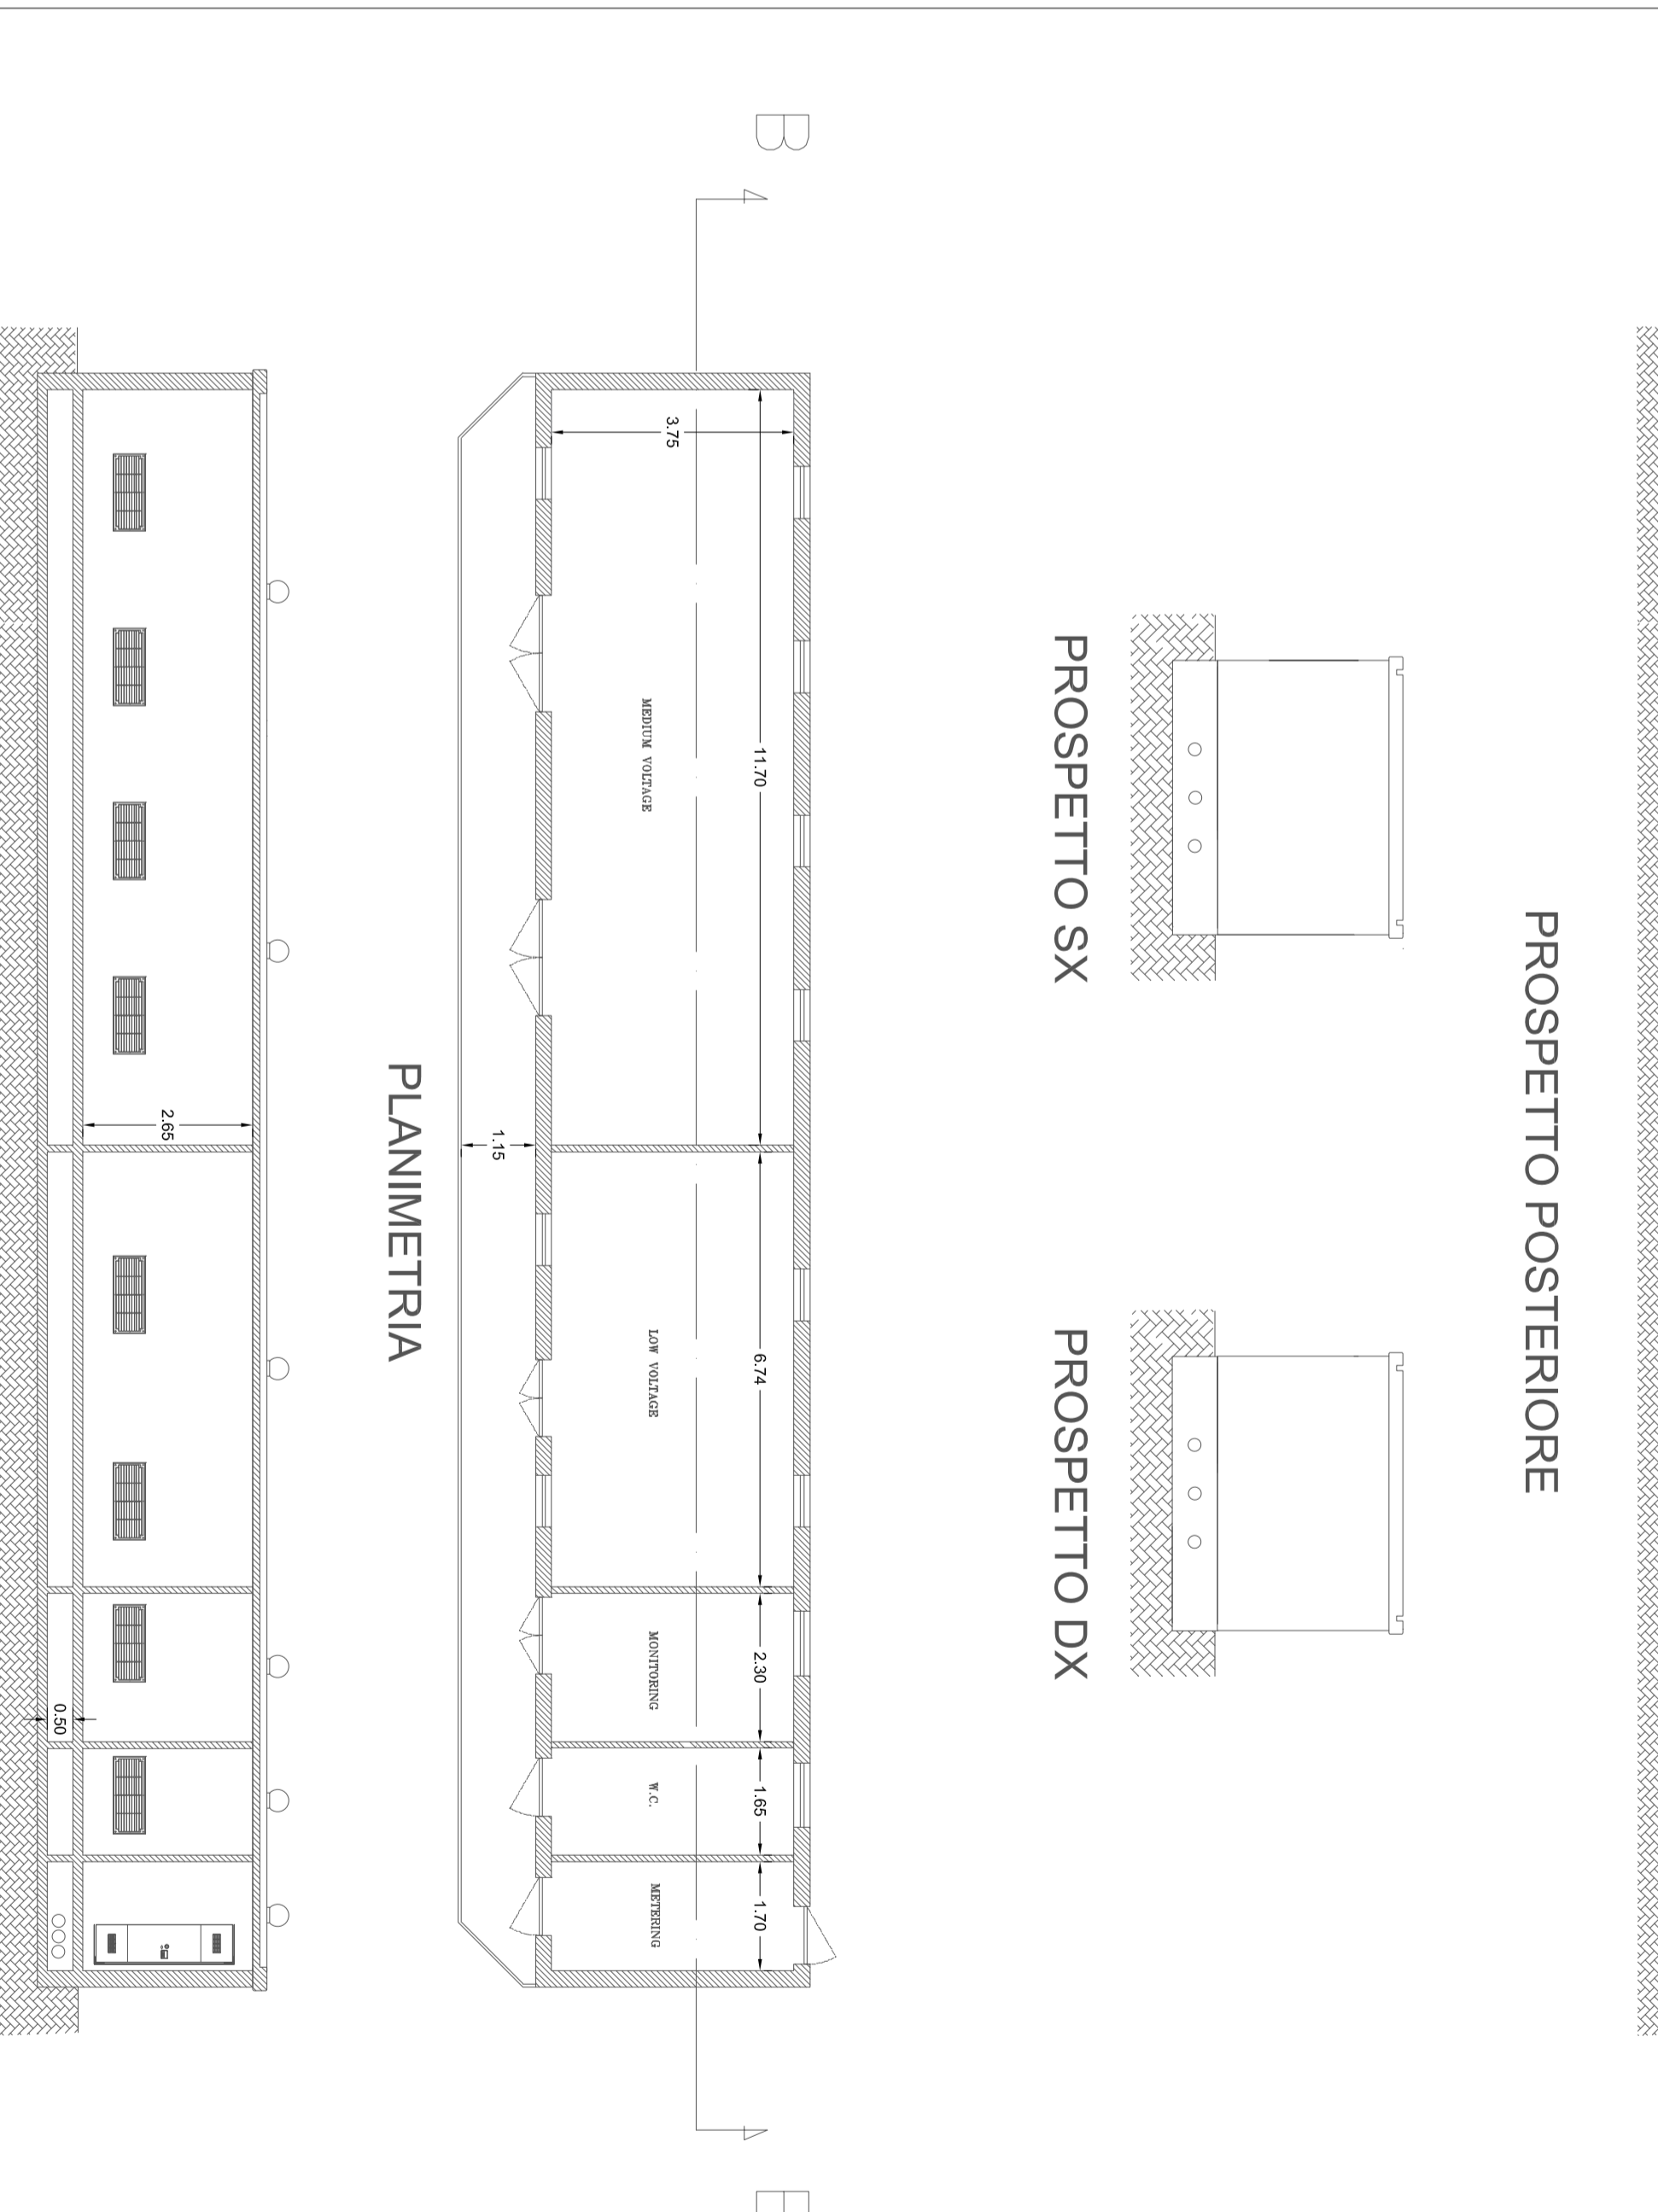 PROSPETTO POSTERIORE
PROSPETTO SX
PROSPETTO DX
B
11.70
6.74
2.30
1.65
1.70
3.75
MEDIUM VOLTAGE
LOW VOLTAGE
MONITORING
W.C.
METERING
1.15
PLANIMETRIA
2.65
0.50